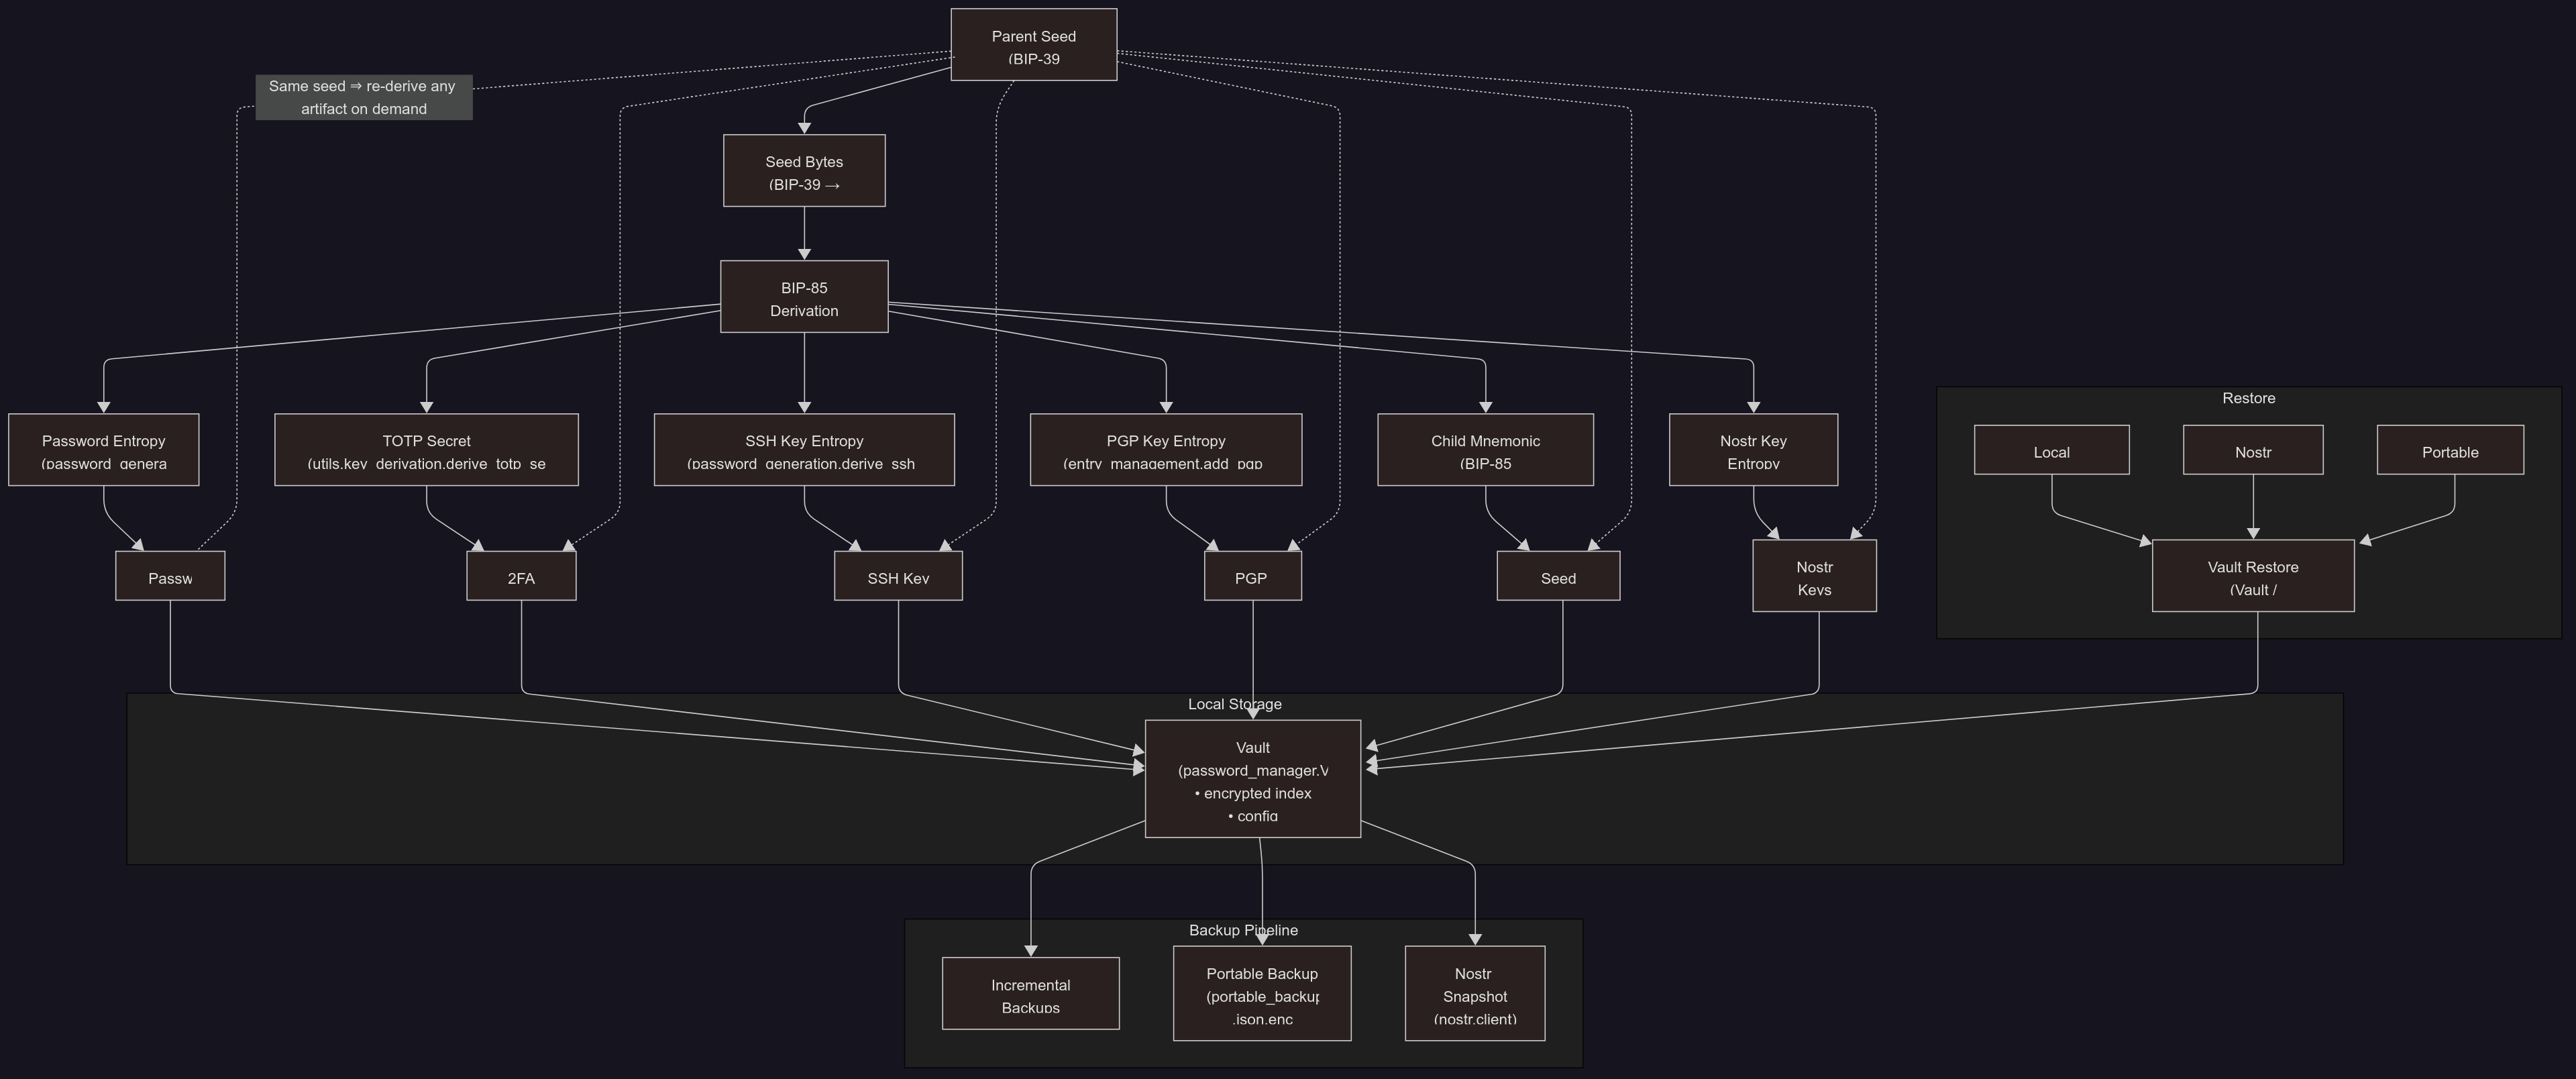 Parent Seed
(BIP-39
Same seed ⇒ re-derive any
artifact on demand
Seed Bytes
(BIP-39 →
BIP-85
Derivation
Password Entropy
(password_genera
TOTP Secret
(utils.key_derivation.derive_totp_se
SSH Key Entropy
(password_generation.derive_ssh
PGP Key Entropy
(entry_management.add_pgp
Child Mnemonic
(BIP-85
Nostr Key
Entropy
Restore
Local
Nostr
Portable
Passw
2FA
SSH Key
PGP
Seed
Nostr
Keys
Vault Restore
(Vault /
Local Storage
Vault
(password_manager.V
• encrypted index
• config
Backup Pipeline
Incremental
Backups
Portable Backup
(portable_backup
.json.enc
Nostr
Snapshot
(nostr.client)